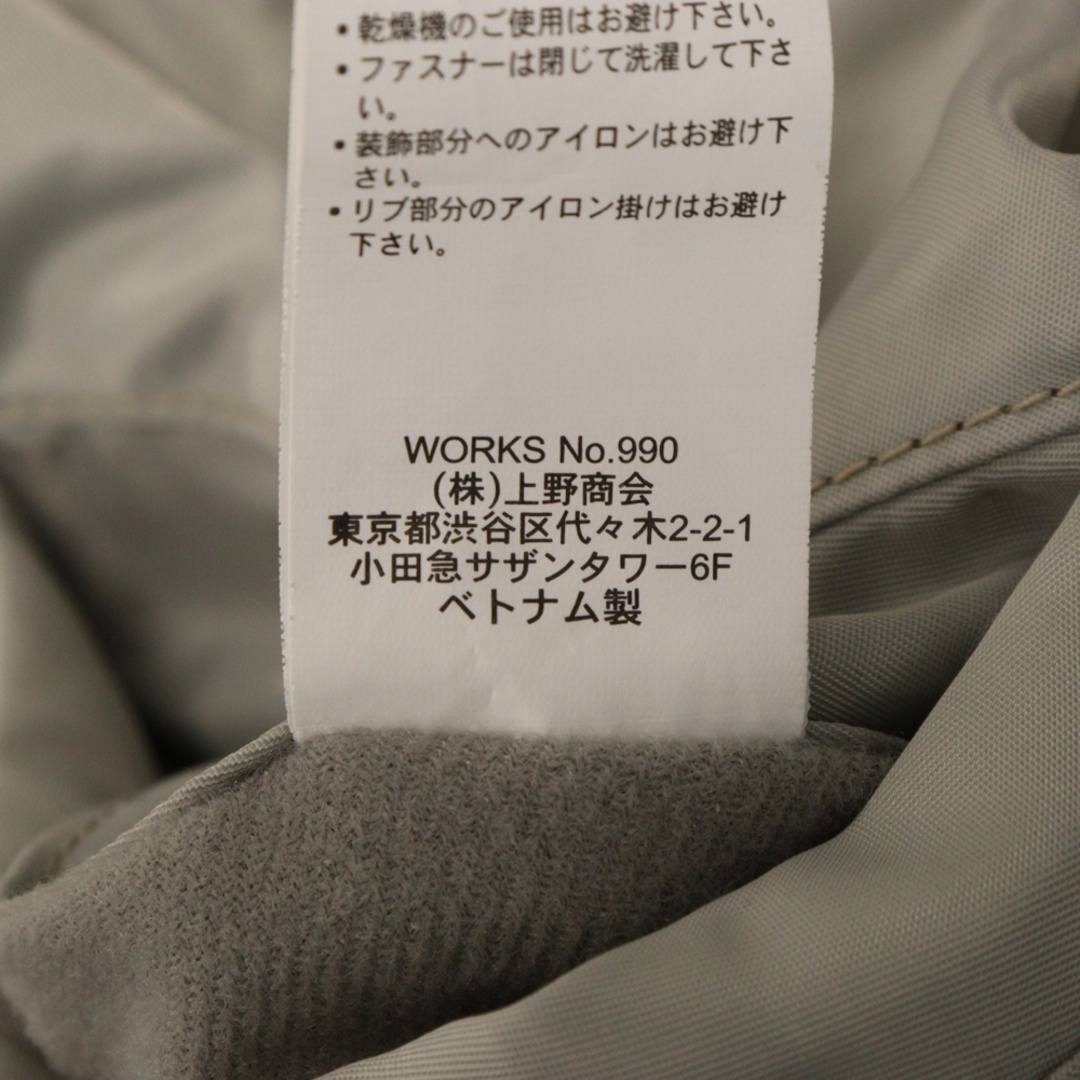 ・乾燥機のご使用はお避け下さい。
・ファスナーは閉じて洗濯して下さ
い。
・装飾部分へのアイロンはお避け下
さい。
・リブ部分のアイロン掛けはお避け
下さい。
WORKS No.990
(株)上野商会
東京都渋谷区代々木2-2-1
小田急サザンタワー6F
ベトナム製